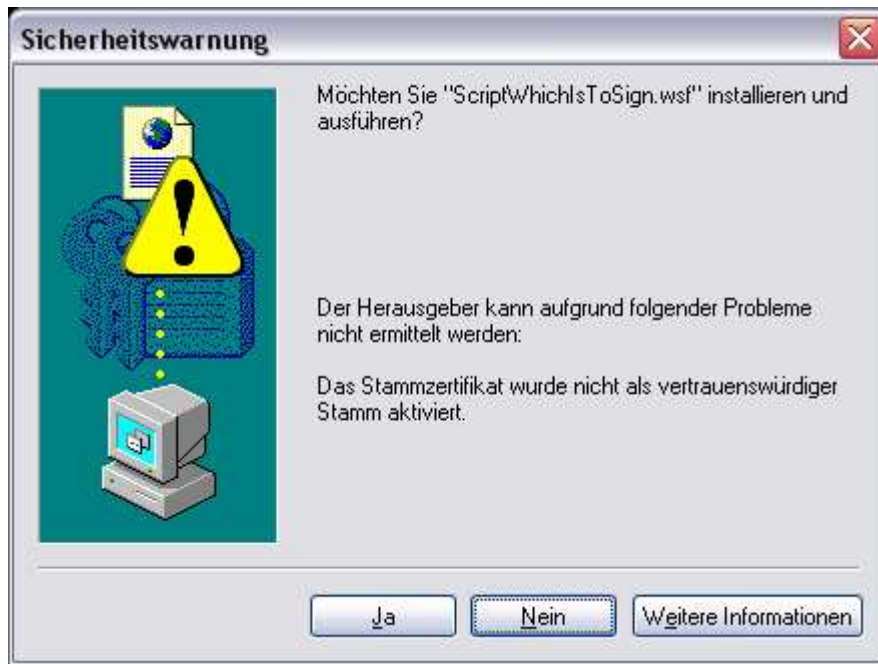 Sicherheitswarnung
Möchten Sie "ScriptWhichIsToSign.wsf" installieren und
ausführen?
Der Herausgeber kann aufgrund folgender Probleme
nicht ermittelt werden:
Das Stammzertifikat wurde nicht als vertrauenswürdiger
Stamm aktiviert.
Ja Nein Weitere Informationen